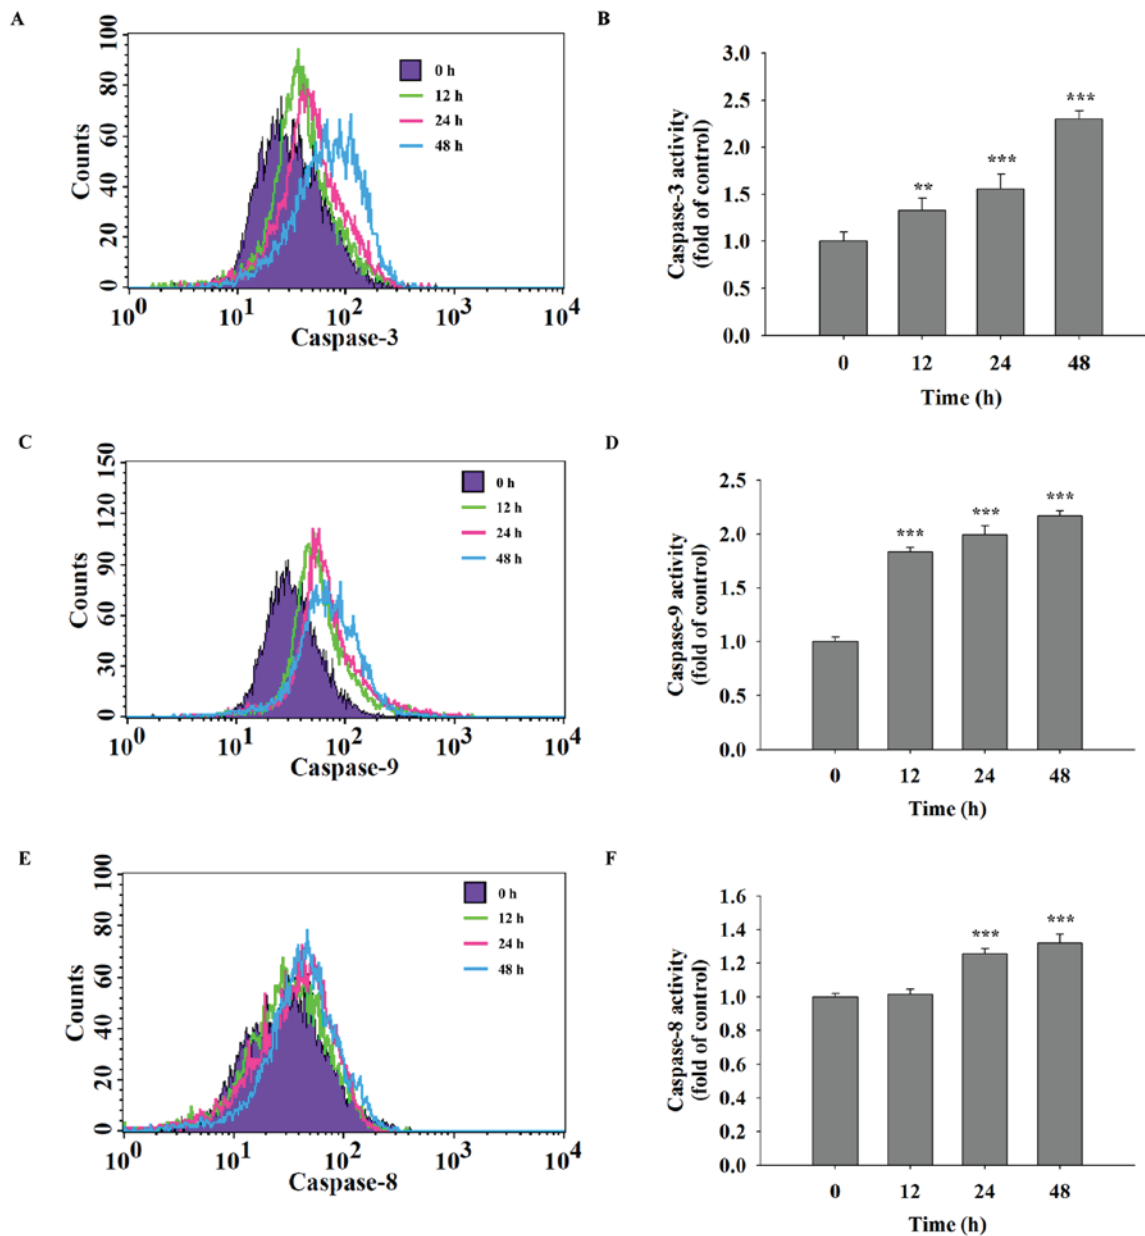 A
100
80
60
40
20
0
Counts
0 h
12 h
24 h
48 h
10^0 10^1 10^2 10^3 10^4
Caspase-3
B
3.0
2.5
2.0
1.5
1.0
0.5
0.0
Caspase-3 activity
(fold of control)
** *** ***
0 12 24 48
Time (h)
C
150
120
90
60
30
0
Counts
0 h
12 h
24 h
48 h
10^0 10^1 10^2 10^3 10^4
Caspase-9
D
2.5
2.0
1.5
1.0
0.5
0.0
Caspase-9 activity
(fold of control)
*** *** ***
0 12 24 48
Time (h)
E
100
80
60
40
20
0
Counts
0 h
12 h
24 h
48 h
10^0 10^1 10^2 10^3 10^4
Caspase-8
F
1.6
1.4
1.2
1.0
0.8
0.6
0.4
0.2
0.0
Caspase-8 activity
(fold of control)
*** ***
0 12 24 48
Time (h)